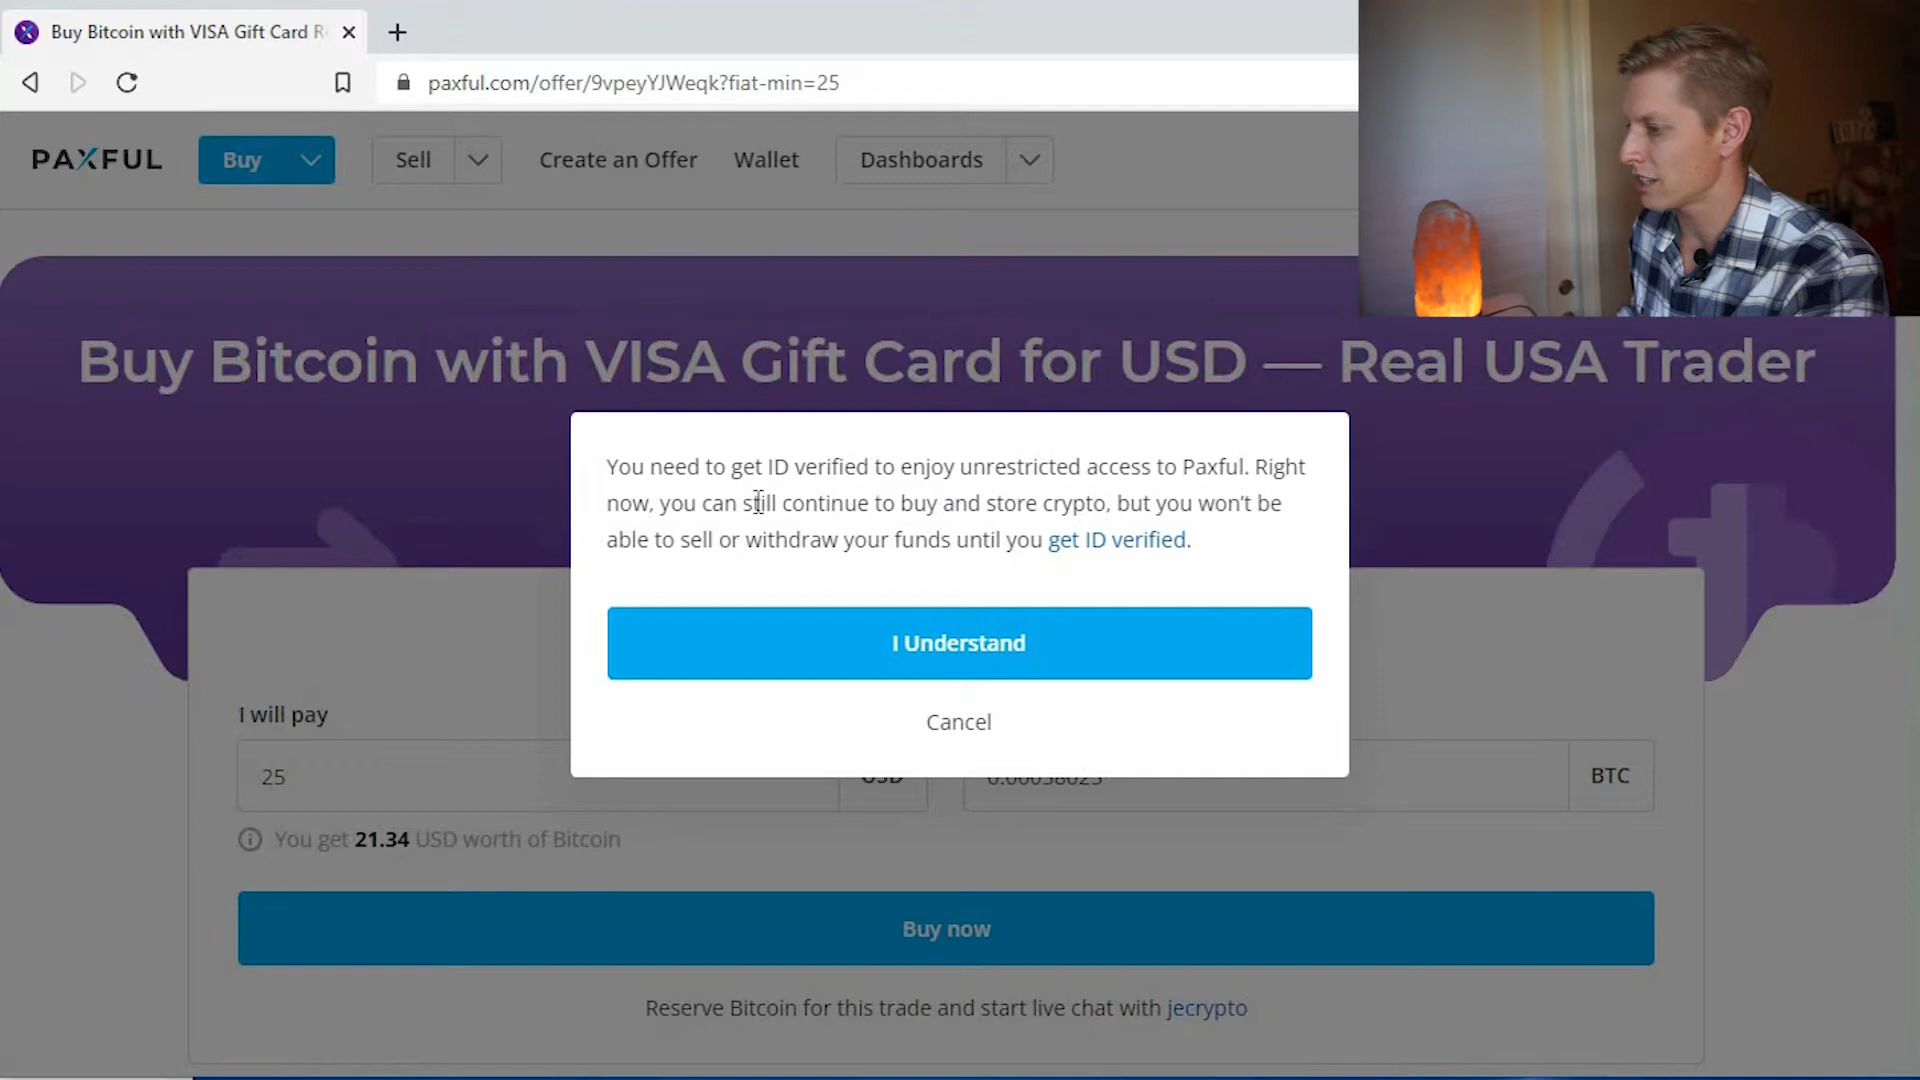 Buy Bitcoin with VISA Gift Card R
paxful.com/offer/9vpeyYJWeqk?fiat-min=25
PAXFUL
Buy
Sell
Create an Offer
Wallet
Dashboards
Buy Bitcoin with VISA Gift Card for USD — Real USA Trader
You need to get ID verified to enjoy unrestricted access to Paxful. Right
now, you can still continue to buy and store crypto, but you won't be
able to sell or withdraw your funds until you get ID verified.
I Understand
Cancel
I will pay
25
USD
BTC
You get 21.34 USD worth of Bitcoin
Buy now
Reserve Bitcoin for this trade and start live chat with jecrypto